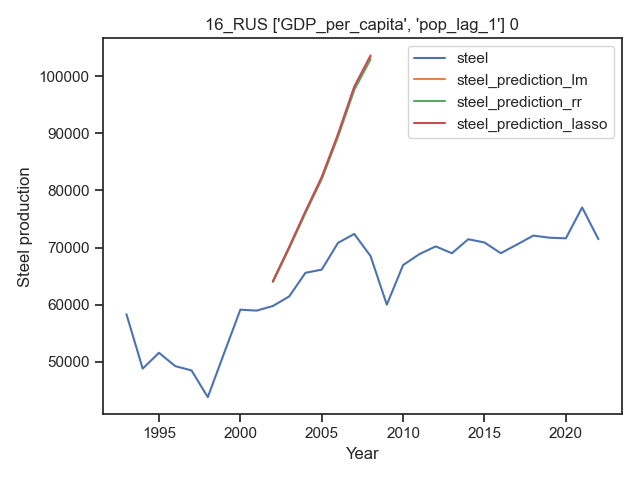 16_RUS ['GDP_per_capita', 'pop_lag_1'] 0
steel
steel_prediction_lm
steel_prediction_rr
steel_prediction_lasso
Steel production
100000
90000
80000
70000
60000
50000
1995
2000
2005
2010
2015
2020
Year